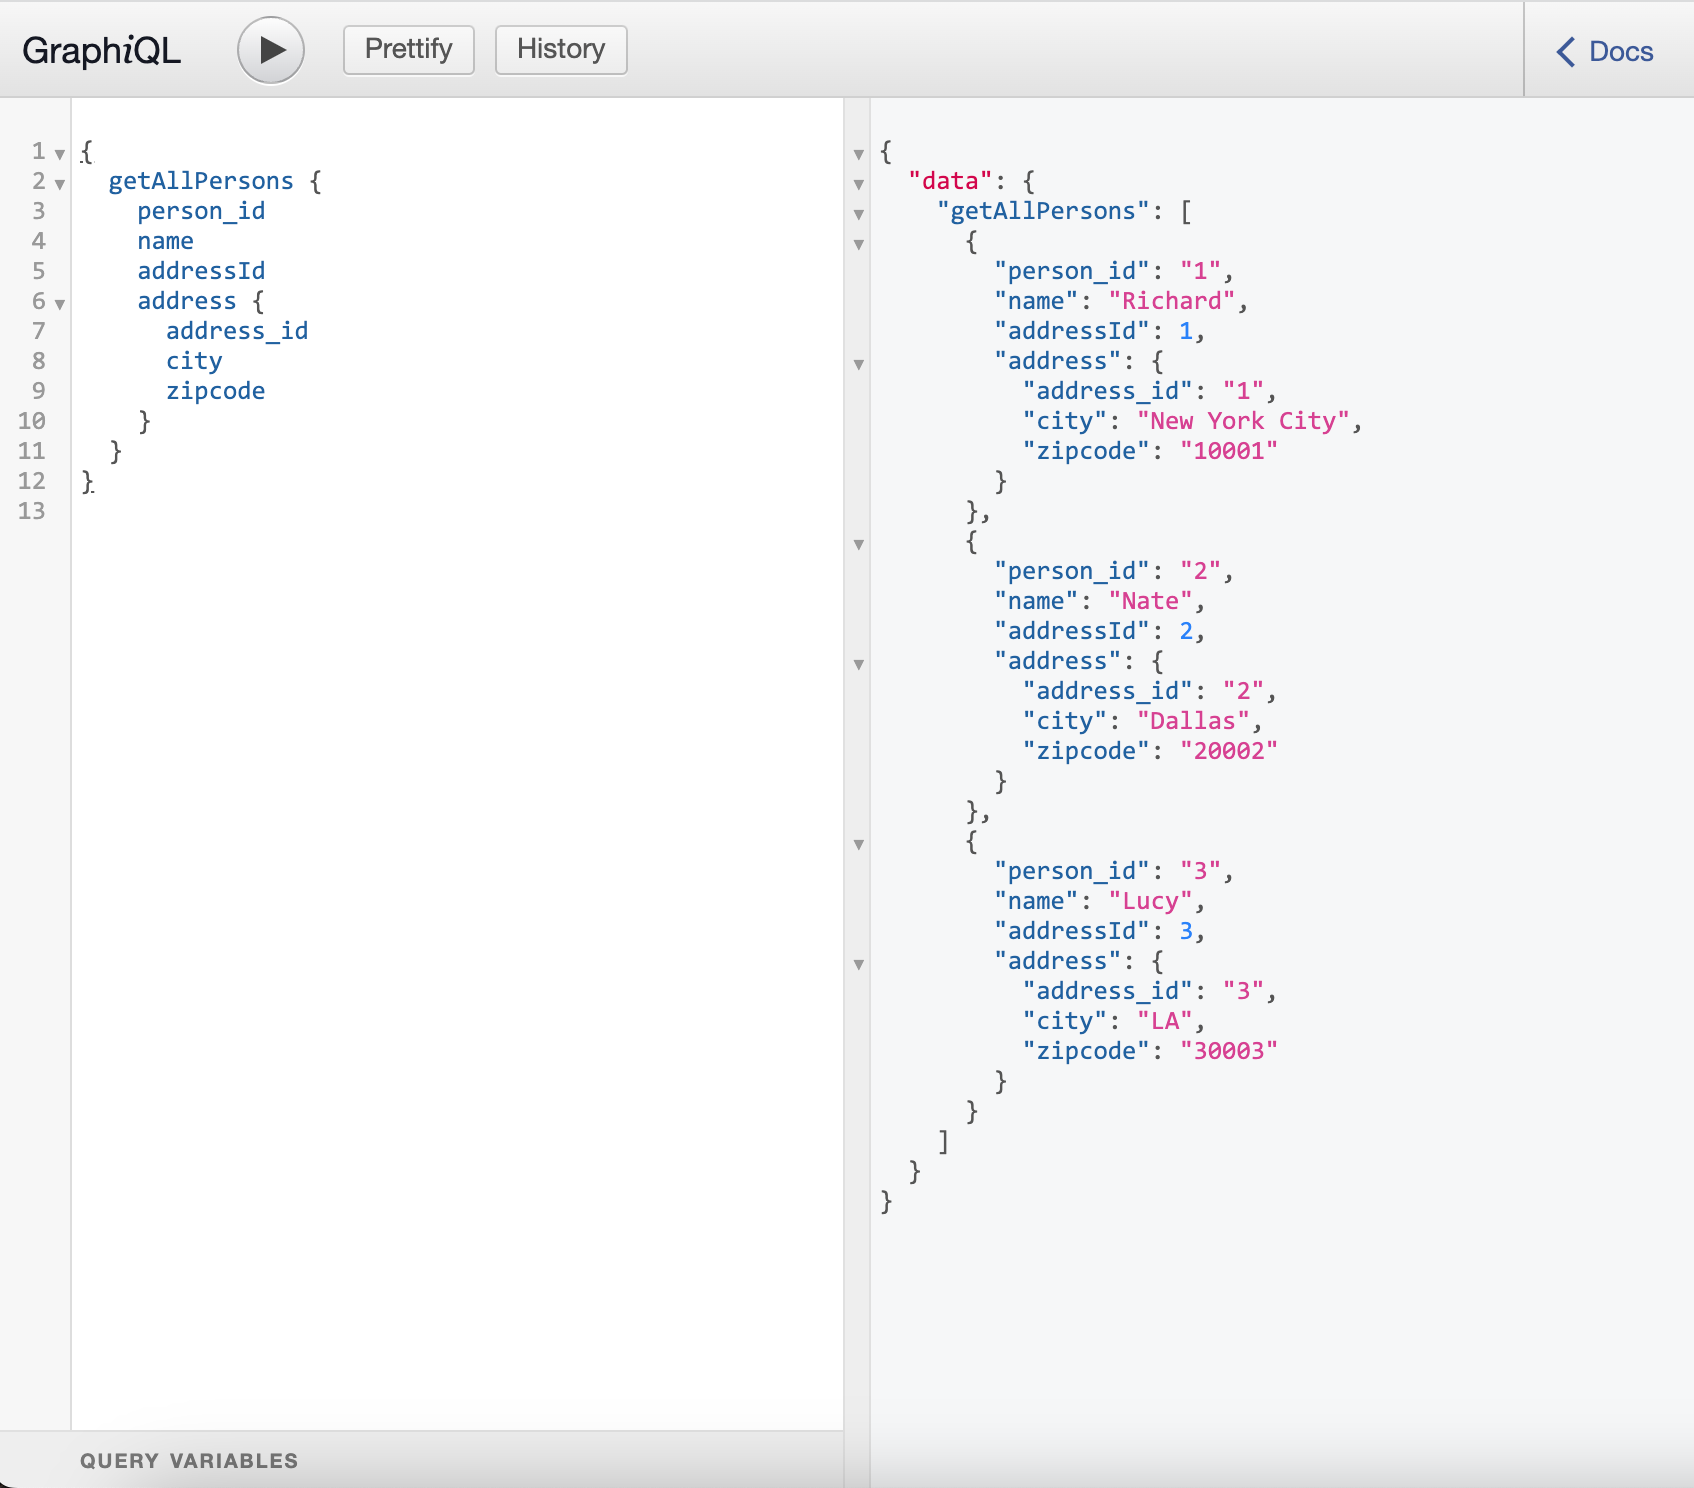 GraphiQL Prettify History Docs
1 {
2 getAllPersons {
3 person_id
4 name
5 addressId
6 address {
7 address_id
8 city
9 zipcode
10 }
11 }
12 }
13
{
"data": {
"getAllPersons": [
{
"person_id": "1",
"name": "Richard",
"addressId": 1,
"address": {
"address_id": "1",
"city": "New York City",
"zipcode": "10001"
}
},
{
"person_id": "2",
"name": "Nate",
"addressId": 2,
"address": {
"address_id": "2",
"city": "Dallas",
"zipcode": "20002"
}
},
{
"person_id": "3",
"name": "Lucy",
"addressId": 3,
"address": {
"address_id": "3",
"city": "LA",
"zipcode": "30003"
}
}
]
}
}
QUERY VARIABLES